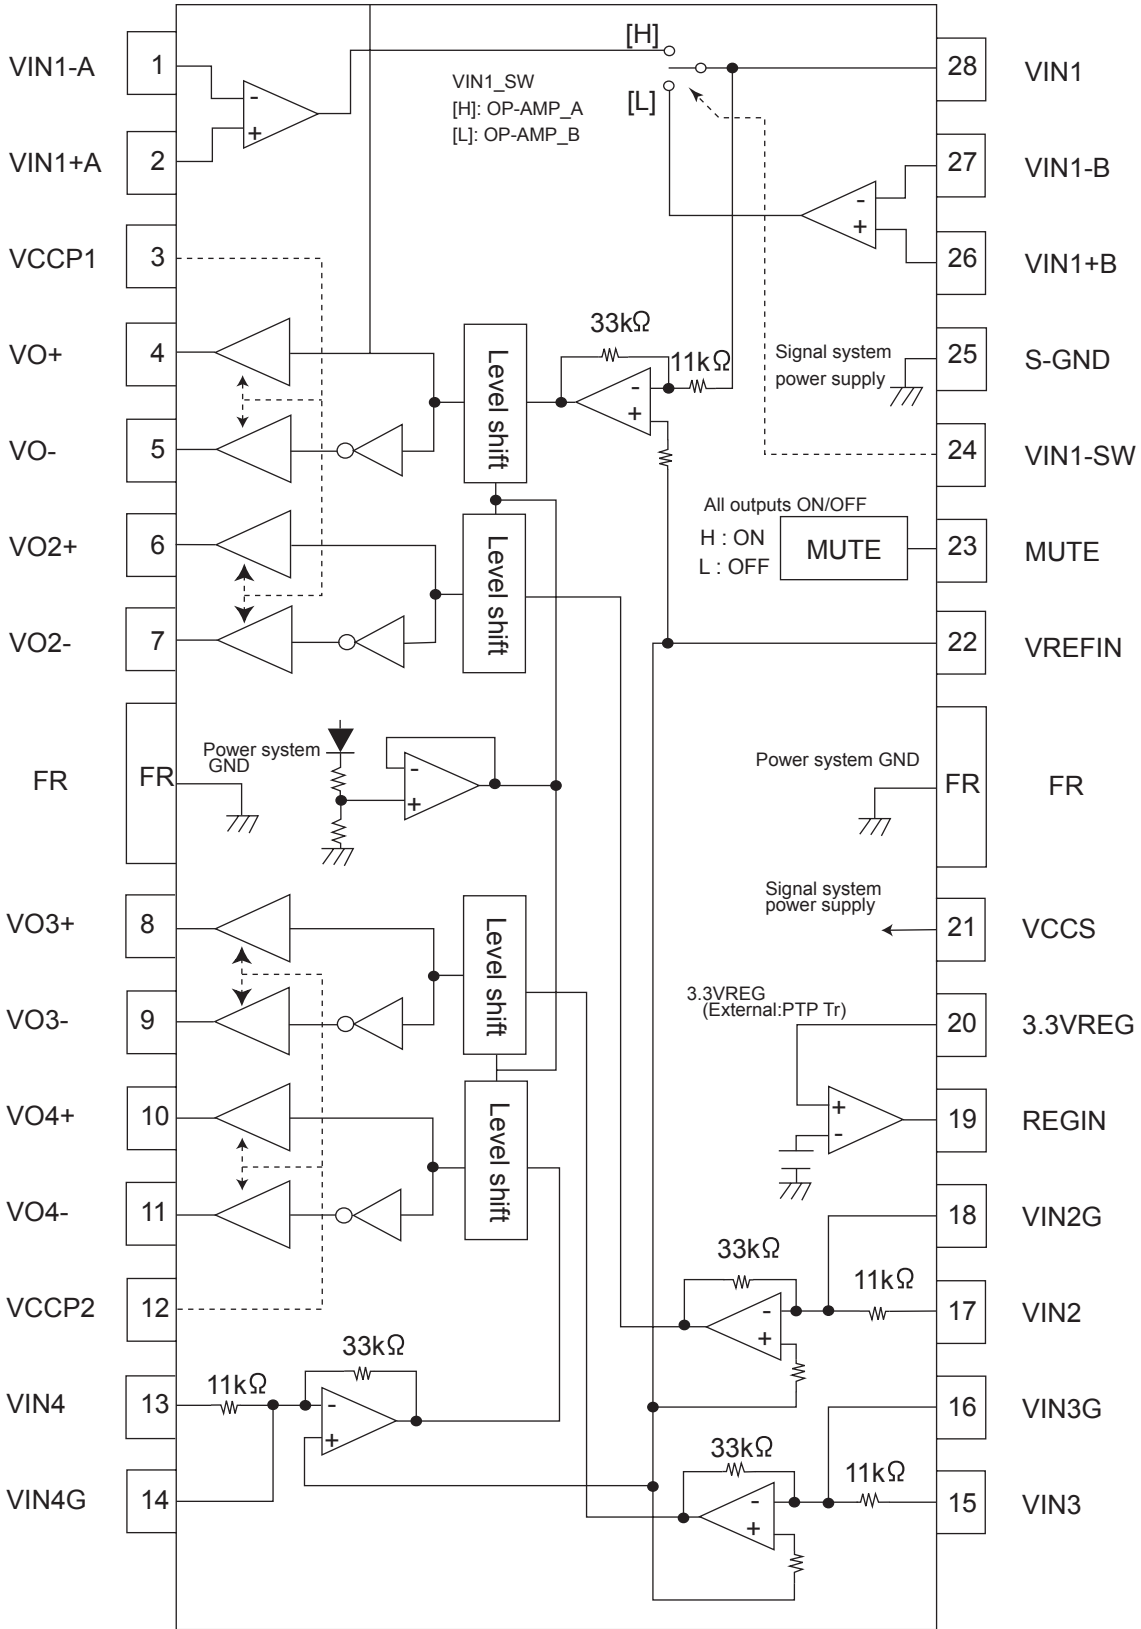 VIN1-A 1
VIN1+A 2
VCCP1 3
VO+ 4
VO- 5
VO2+ 6
VO2- 7
FR FR
VO3+ 8
VO3- 9
VO4+ 10
VO4- 11
VCCP2 12
VIN4 13
VIN4G 14
- 
+
[H]
VIN1_SW
[H]: OP-AMP_A
[L]: OP-AMP_B
[L]
-
+
33kΩ
11kΩ
-
+
Level shift
Level shift
Signal system
power supply
All outputs ON/OFF
H : ON
L : OFF
MUTE
Power system
GND
-
+
Power system GND
Level shift
Level shift
Signal system
power supply
3.3VREG
(External:PTP Tr)
+
-
33kΩ
11kΩ
-
+
33kΩ
11kΩ
-
+
33kΩ
11kΩ
-
+
28 VIN1
27 VIN1-B
26 VIN1+B
25 S-GND
24 VIN1-SW
23 MUTE
22 VREFIN
FR FR
21 VCCS
20 3.3VREG
19 REGIN
18 VIN2G
17 VIN2
16 VIN3G
15 VIN3